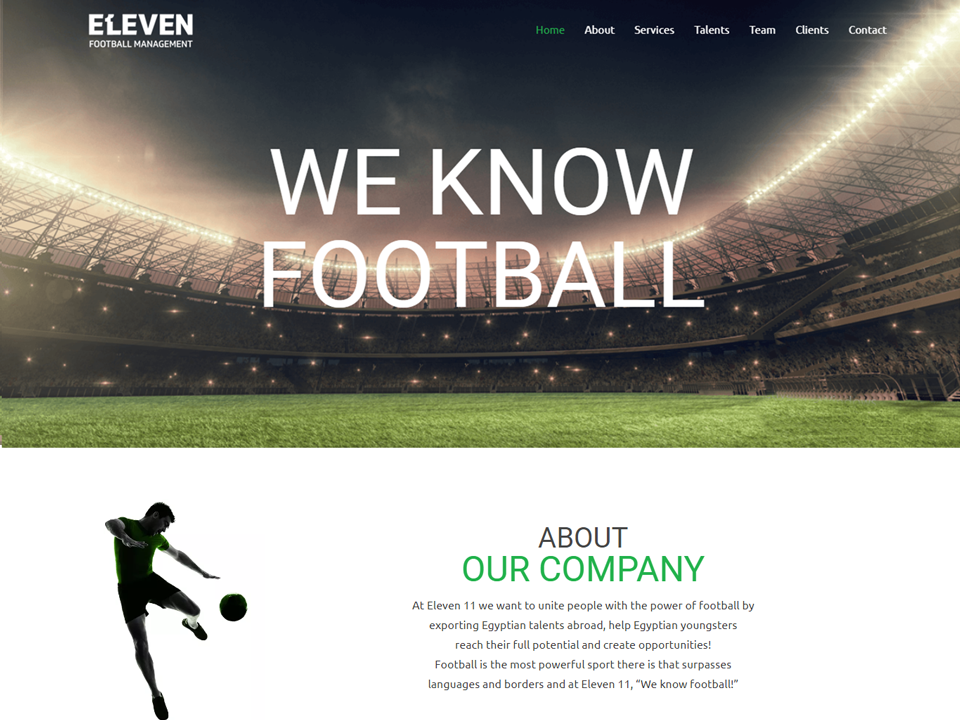 ELEVEN
FOOTBALL MANAGEMENT
Home About Services Talents Team Clients Contact
WE KNOW
FOOTBALL
ABOUT
OUR COMPANY
At Eleven 11 we want to unite people with the power of football by
exporting Egyptian talents abroad, help Egyptian youngsters
reach their full potential and create opportunities!
Football is the most powerful sport there is that surpasses
languages and borders and at Eleven 11, “We know football!”